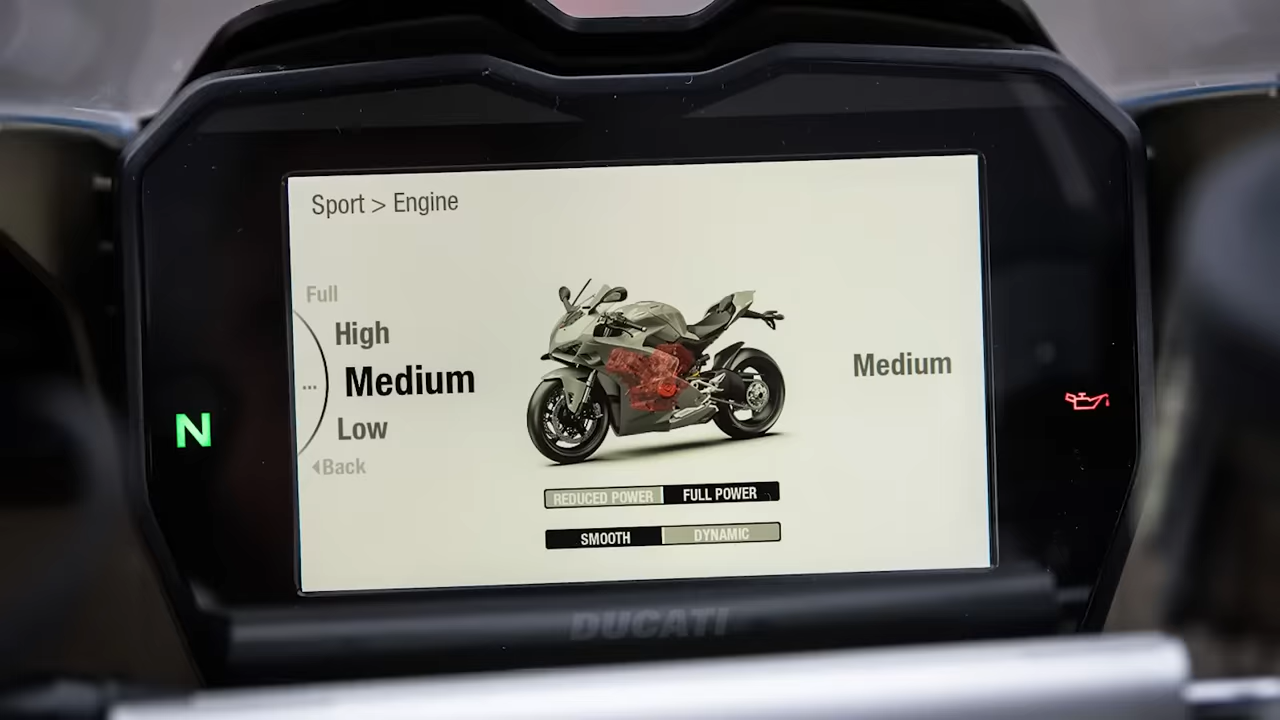 Sport > Engine
Full
High
Medium
Low
◀Back
...
Medium
N
REDUCED POWER FULL POWER
SMOOTH DYNAMIC
DUCATI